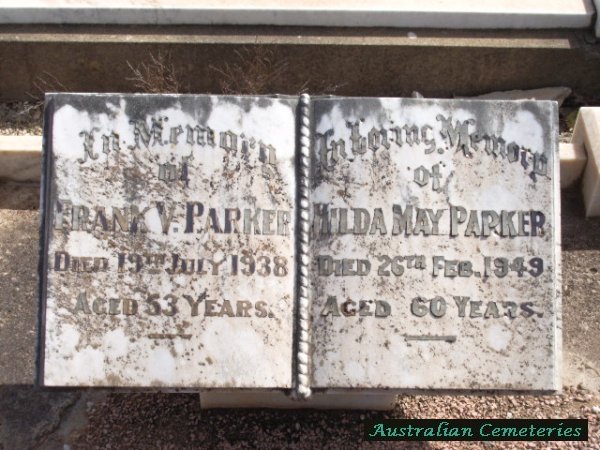 In Memory
of
FRANK V. PARKER
DIED 19TH JULY 1938
AGED 53 YEARS.
In Loving Memory
of
HILDA MAY PARKER
DIED 26TH FEB. 1949
AGED 60 YEARS.
Australian Cemeteries